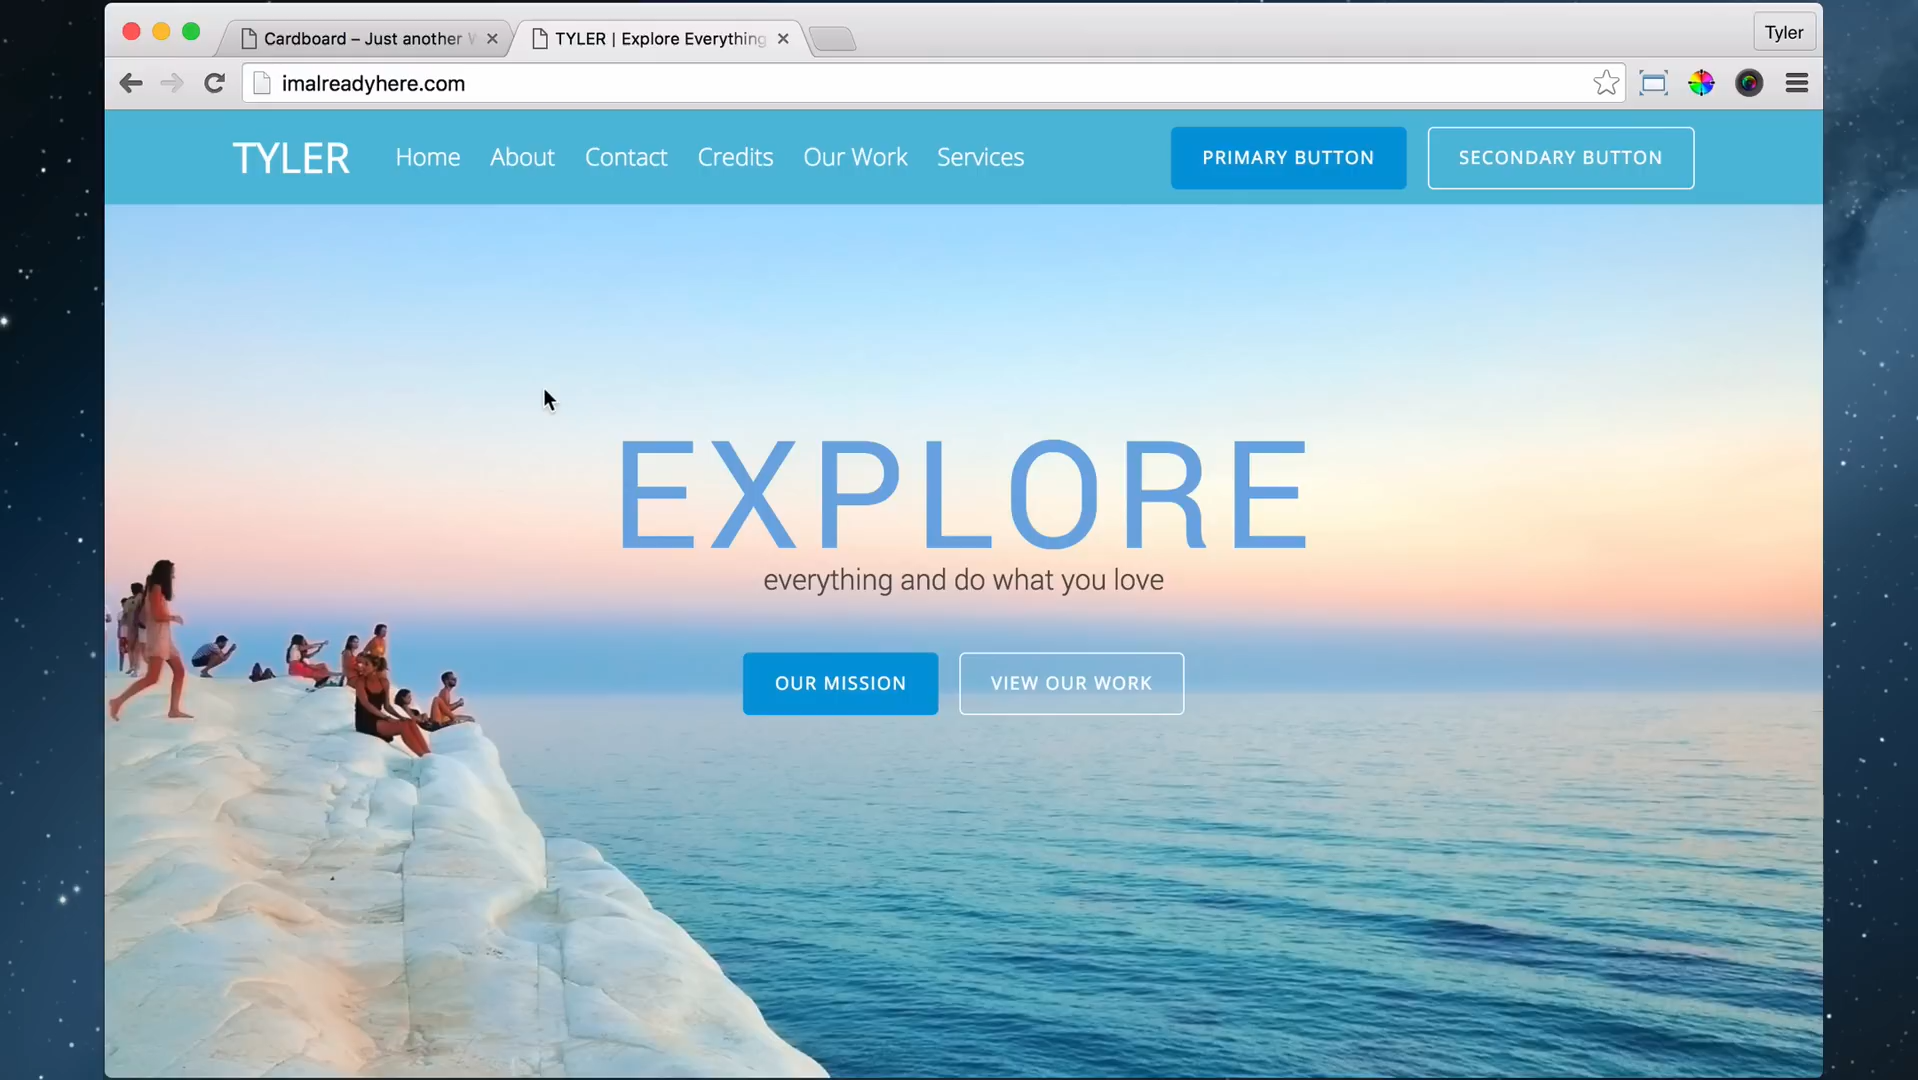 Cardboard – Just another W
TYLER | Explore Everything
Tyler
imalreadyhere.com
TYLER Home About Contact Credits Our Work Services PRIMARY BUTTON SECONDARY BUTTON
EXPLORE
everything and do what you love
OUR MISSION VIEW OUR WORK